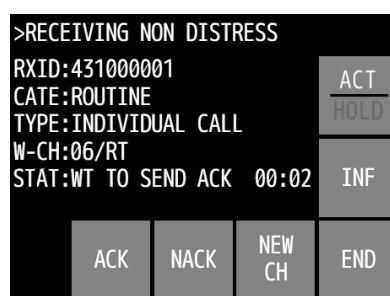 >RECEIVING NON DISTRESS
RXID:431000001
CATE:ROUTINE
TYPE:INDIVIDUAL CALL
W-CH:06/RT
STAT:WT TO SEND ACK 00:02
ACT
HOLD
INF
ACK
NACK
NEW
CH
END